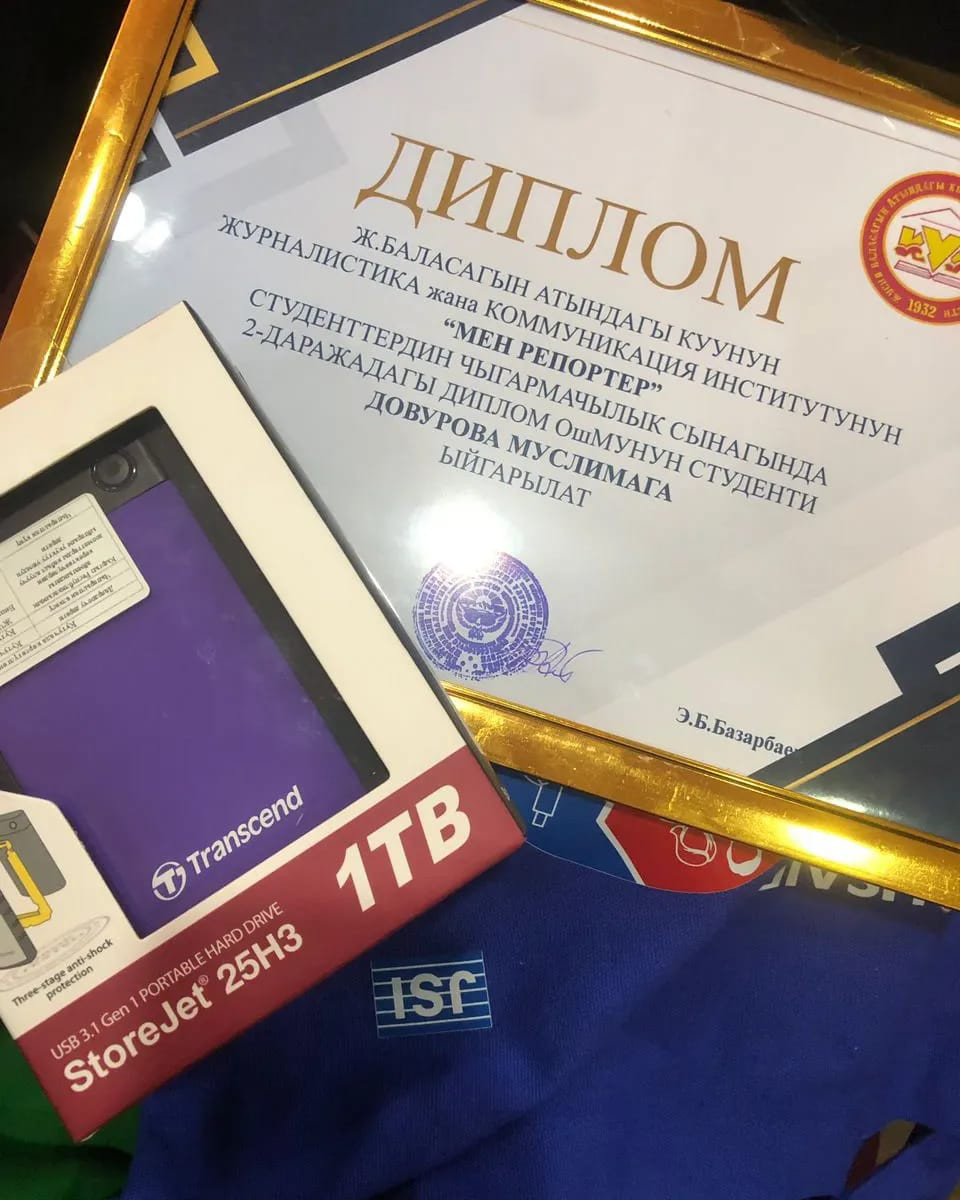 ДИПЛОМ
Ж.БАЛАСАГЫН АТЫНДАГЫ КУУНУН
ЖУРНАЛИСТИКА жана КОММУНИКАЦИЯ ИНСТИТУТУНУН
“МЕН РЕПОРТЕР”
СТУДЕНТТЕРДИН ЧЫГАРМАЧЫЛЫК СЫНАГЫНДА
2-ДАРАЖАДАГЫ ДИПЛОМ ОшМУНУН СТУДЕНТИ
ДОВУРОВА МУСЛИМАГА
ЫЙГАРЫЛАТ
1932
Э.Б.Базарбае
Transcend
1TB
Three-stage anti-shock
protection
USB 3.1 Gen 1 PORTABLE HARD DRIVE
StoreJet® 25H3
JSI